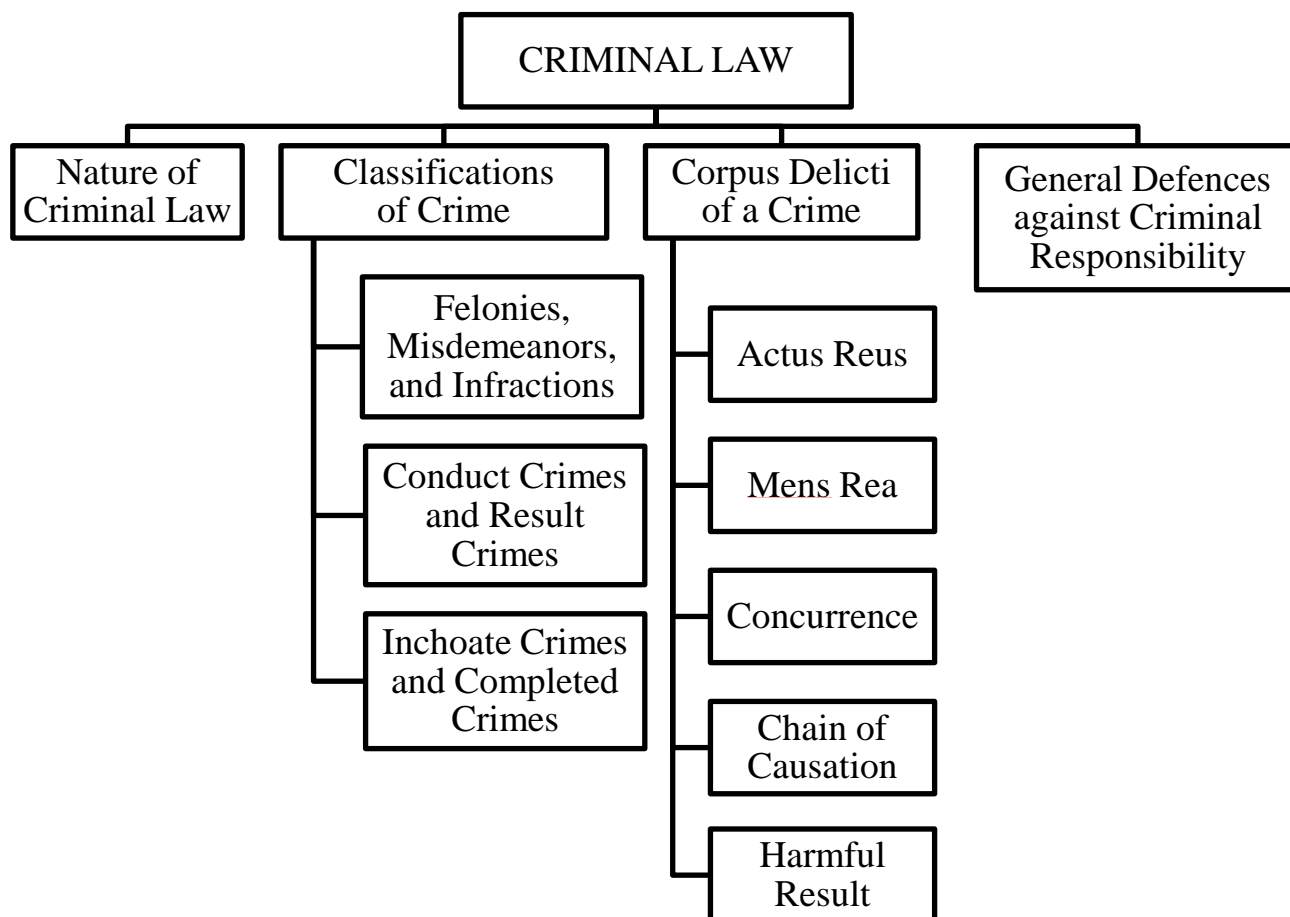 CRIMINAL LAW
Nature of
Criminal Law
Classifications
of Crime
Felonies,
Misdemeanors,
and Infractions
Conduct Crimes
and Result
Crimes
Inchoate Crimes
and Completed
Crimes
Corpus Delicti
of a Crime
Actus Reus
Mens Rea
Concurrence
Chain of
Causation
Harmful
Result
General Defences
against Criminal
Responsibility